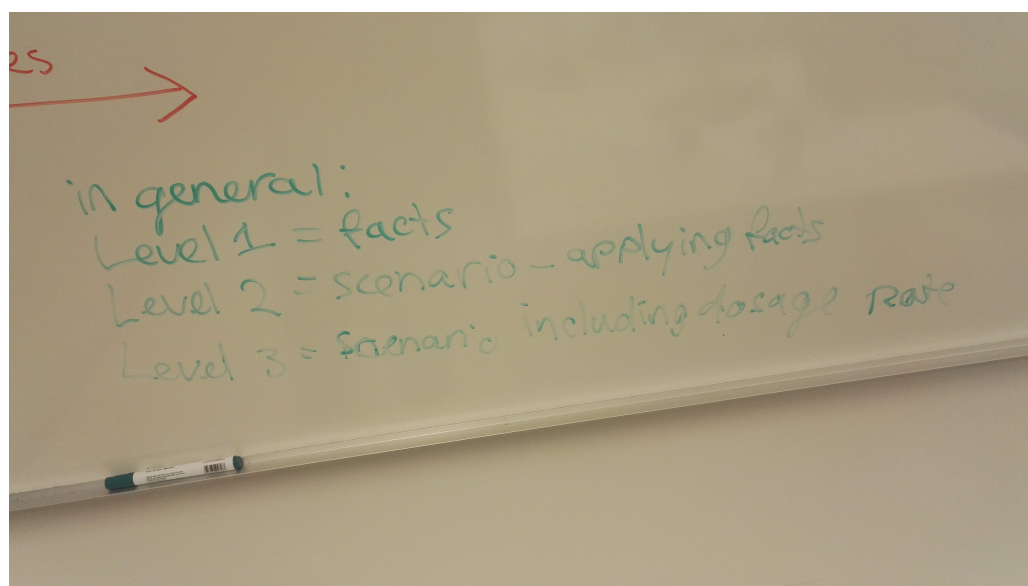 es
in general:
Level 1 = facts
Level 2 = scenario - applying facts
Level 3 = scenario including dosage Rate